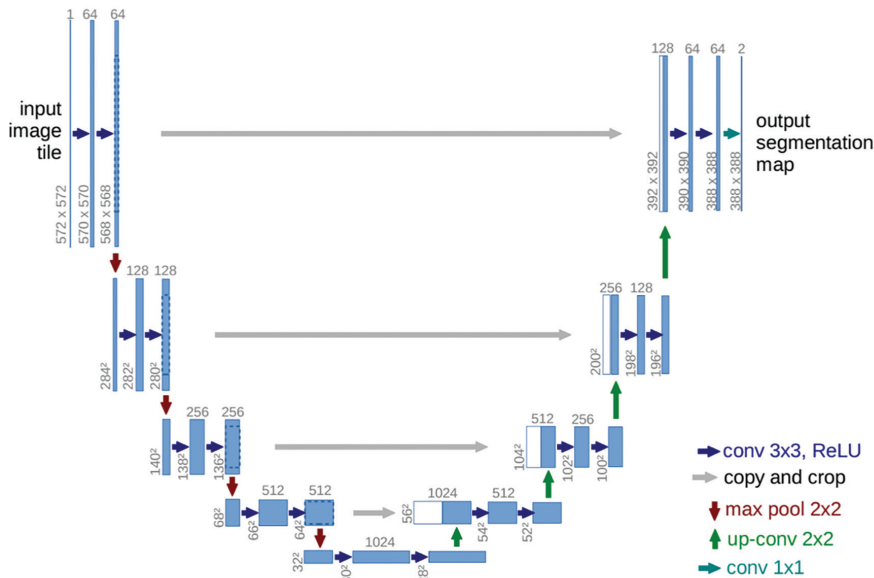 1 64 64
128 64 64 2
input
image
tile
output
segmentation
map
572 x 572
570 x 570
568 x 568
392 x 392
390 x 390
388 x 388
388 x 388
128 128
256 128
284²
282²
280²
200²
198²
196²
256 256
512 256
140²
138²
136²
104²
102²
100²
512 512
1024 512
68²
66²
64²
56²
54²
52²
1024
32²
conv 3x3, ReLU
copy and crop
max pool 2x2
up-conv 2x2
conv 1x1